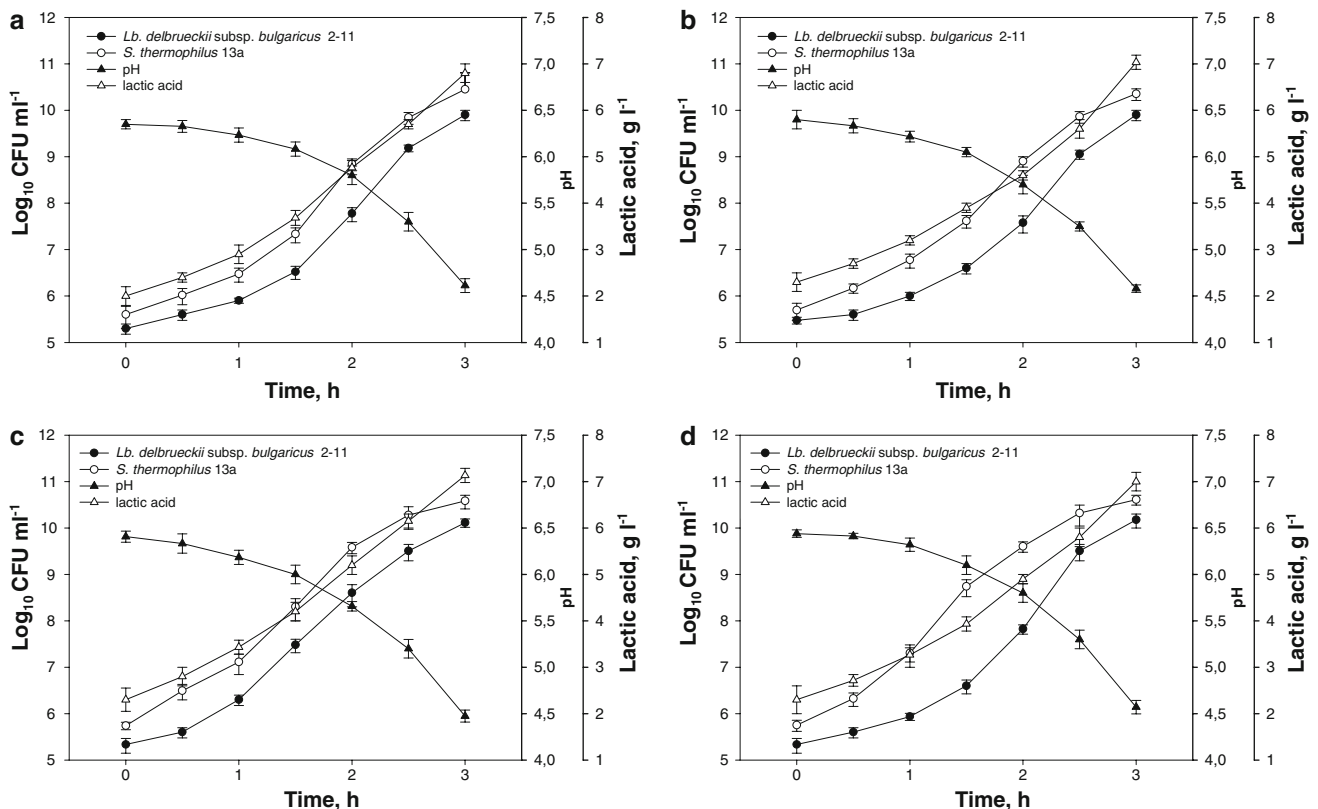 a
Lb. delbrueckii subsp. bulgaricus 2-11
S. thermophilus 13a
pH
lactic acid
12
11
10
9
8
7
6
5
Log10 CFU ml-1
7,5
7,0
6,5
6,0
5,5
5,0
4,5
4,0
pH
8
7
6
5
4
3
2
1
Lactic acid, g l-1
0 1 2 3
Time, h
b
Lb. delbrueckii subsp. bulgaricus 2-11
S. thermophilus 13a
pH
lactic acid
12
11
10
9
8
7
6
5
Log10 CFU ml-1
7,5
7,0
6,5
6,0
5,5
5,0
4,5
4,0
pH
8
7
6
5
4
3
2
1
Lactic acid, g l-1
0 1 2 3
Time, h
c
Lb. delbrueckii subsp. bulgaricus 2-11
S. thermophilus 13a
pH
lactic acid
12
11
10
9
8
7
6
5
Log10 CFU ml-1
7,5
7,0
6,5
6,0
5,5
5,0
4,5
4,0
pH
8
7
6
5
4
3
2
1
Lactic acid, g l-1
0 1 2 3
Time, h
d
Lb. delbrueckii subsp. bulgaricus 2-11
S. thermophilus 13a
pH
lactic acid
12
11
10
9
8
7
6
5
Log10 CFU ml-1
7,5
7,0
6,5
6,0
5,5
5,0
4,5
4,0
pH
8
7
6
5
4
3
2
1
Lactic acid, g l-1
0 1 2 3
Time, h